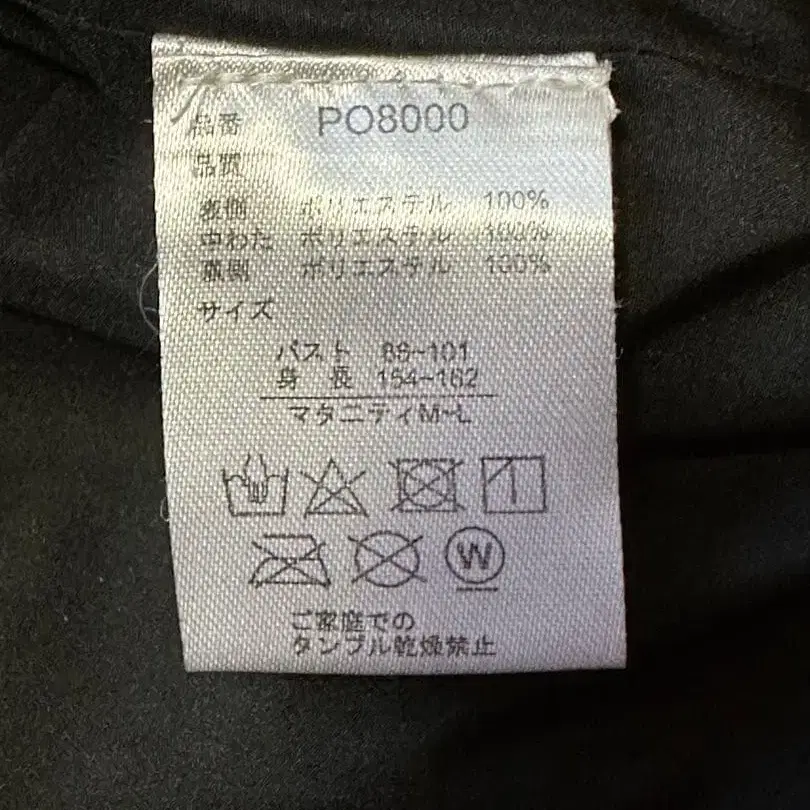 品番 PO8000
品質
表側 ポリエステル 100%
中わた ポリエステル 100%
裏側 ポリエステル 100%
サイズ
バスト 86~101
身長 154~162
マタニティM~L
W
ご家庭での
タンブル乾燥禁止